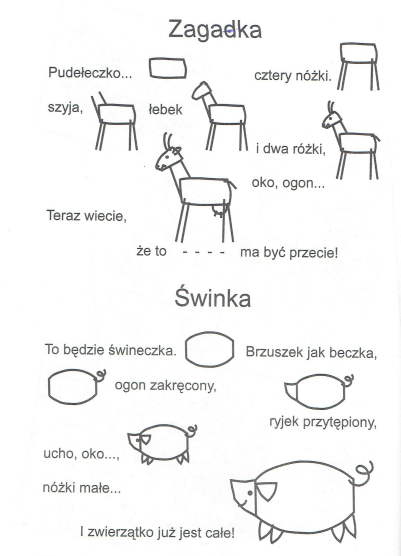 Zagadka
Pudełeczko...
cztery nóżki.
szyja,
łebek
i dwa różki,
oko, ogon...
Teraz wiecie,
że to - - - - ma być przecie!
Świnka
To będzie świneczka.
Brzuszek jak beczka,
ogon zakręcony,
ryjek przytępiony,
ucho, oko...,
nóżki małe...
I zwierzątko już jest całe!